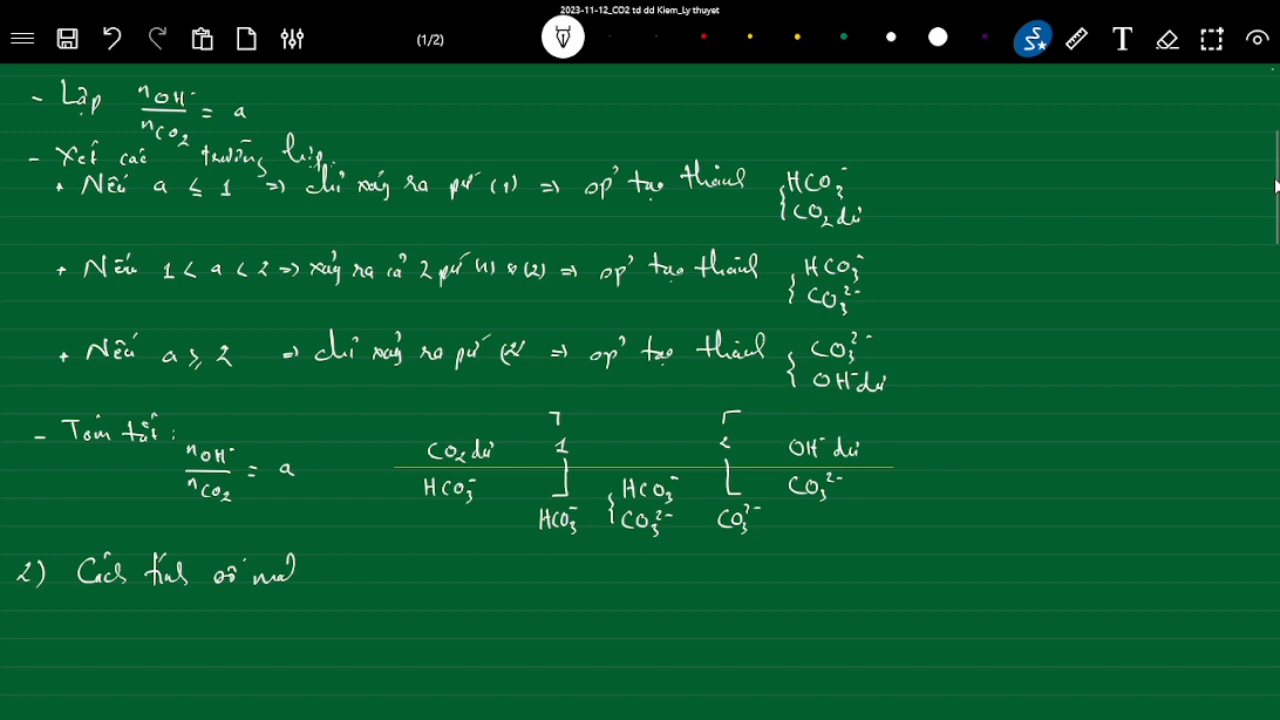 2023-11-12_CO2 td dd Kiem_Ly thuyet
(1/2)
T
- Lập nOH⁻/nCO₂ = a
- Xét các trường hợp:
+ Nếu a ≤ 1 => chỉ xảy ra pứ (1) => sp' tạo thành { HCO₃⁻
CO₂ dư
+ Nếu 1 < a < 2 => xảy ra cả 2 pứ (1) & (2) => sp' tạo thành { HCO₃⁻
CO₃²⁻
+ Nếu a ≥ 2 => chỉ xảy ra pứ (2) => sp' tạo thành { CO₃²⁻
OH⁻ dư
- Tóm tắt:
nOH⁻/nCO₂ = a
CO₂ dư 1 2 OH⁻ dư
HCO₃⁻ { HCO₃⁻ CO₃²⁻
HCO₃⁻ CO₃²⁻ CO₃²⁻
2) Cách tính số mol